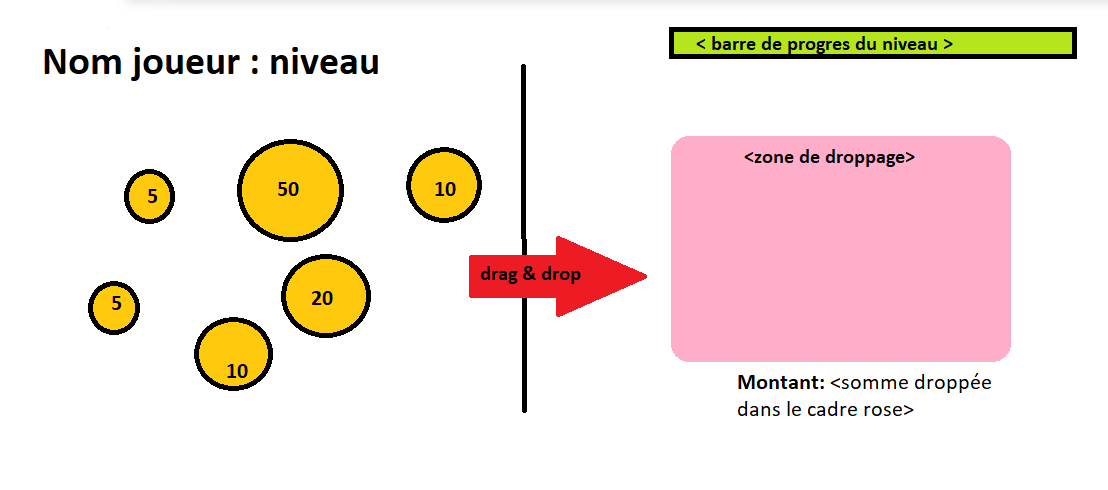 Nom joueur : niveau
< barre de progres du niveau >
<zone de droppage>
5
50
10
drag & drop
5
20
10
Montant: <somme droppée
dans le cadre rose>